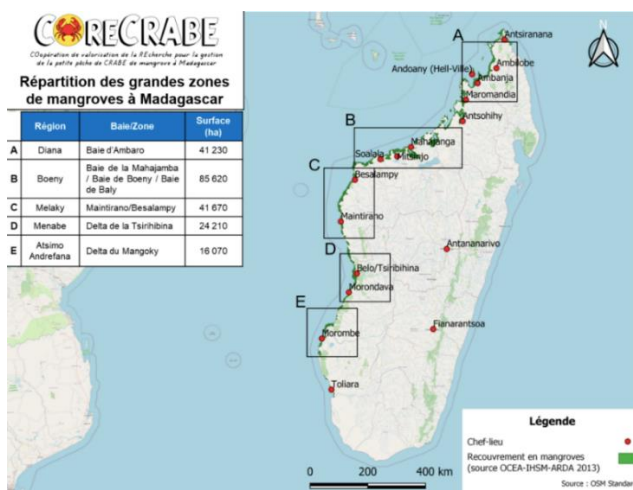 CORECRABE
COopération de valorisation de la REcherche pour la gestion
de la petite pêche de CRABE de mangrove à Madagascar
Répartition des grandes zones
de mangroves à Madagascar
Région Baie/Zone Surface (ha)
A Diana Baie d'Ambaro 41 230
B Boeny Baie de la Mahajamba / Baie de Boeny / Baie de Baly 85 620
C Melaky Maintirano/Besalampy 41 670
D Menabe Delta de la Tsirihibina 24 210
E Atsimo Andrefana Delta du Mangoky 16 070
N
A
Antsiranana
Ambilobe
Andoany (Hell-Ville)
Ambanja
Maromandia
Antsohihy
B
Mahajanga
Mitsinjo
Soalala
C
Besalampy
Maintirano
Antananarivo
D
Belo/Tsiribihina
Morondava
E
Fianarantsoa
Morombe
Toliara
0 200 400 km
Légende
Chef-lieu
Recouvrement en mangroves
(source OCEA-IHSM-ARDA 2013)
Source : OSM Standard